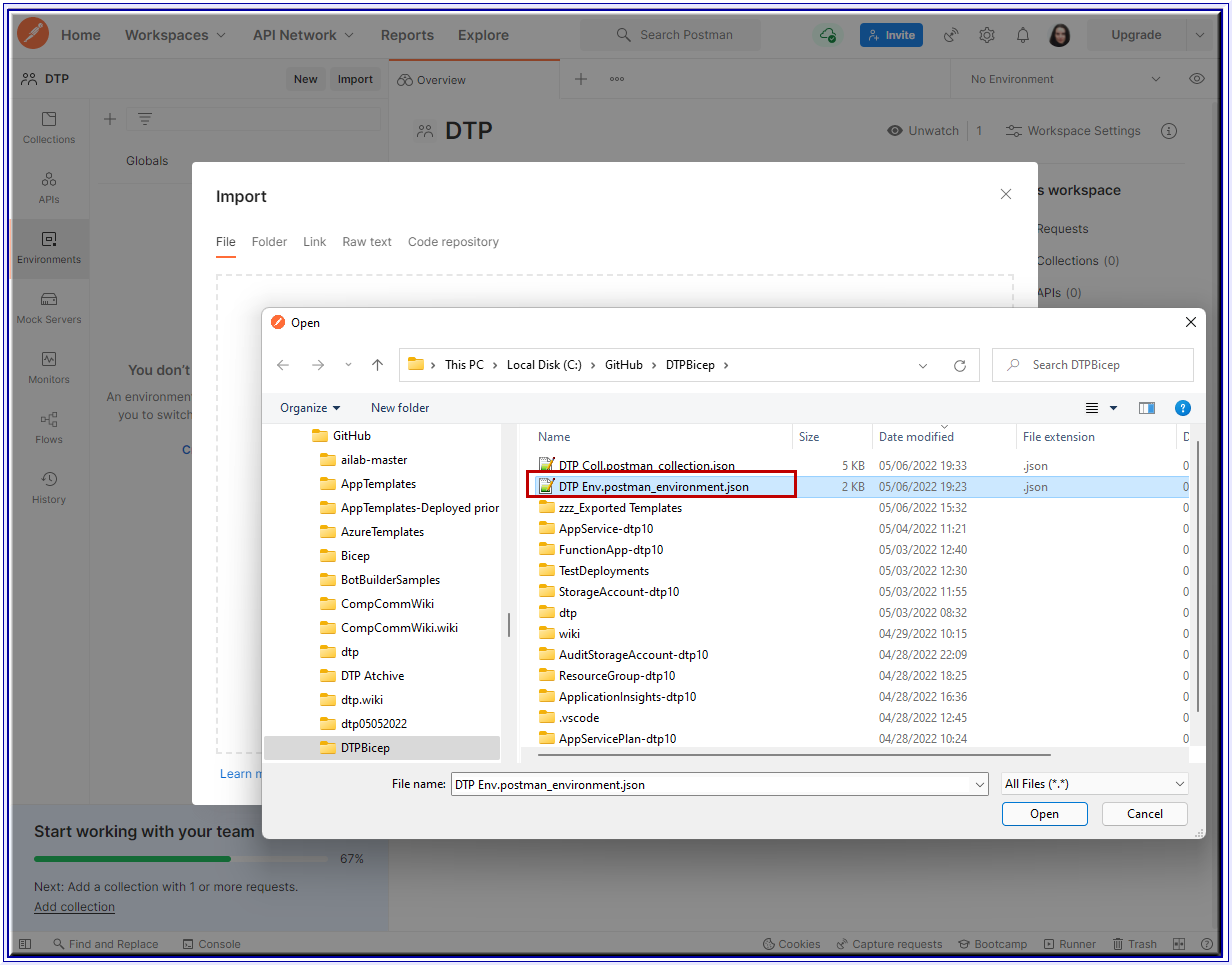 Home Workspaces API Network Reports Explore Search Postman Invite Upgrade
DTP New Import Overview No Environment
Collections
APIs
Environments
Mock Servers
Monitors
Flows
History
Globals
You don't
An environment
you to switch
DTP
Unwatch 1 Workspace Settings
s workspace
Requests
Collections (0)
APIs (0)
Import
File Folder Link Raw text Code repository
Learn
Open
This PC > Local Disk (C:) > GitHub > DTPBicep > Search DTPBicep
Organize New folder
GitHub
ailab-master
AppTemplates
AppTemplates-Deployed prior
AzureTemplates
Bicep
BotBuilderSamples
CompCommWiki
CompCommWiki.wiki
dtp
DTP Atchive
dtp.wiki
dtp05052022
DTPBicep
Name Size Date modified File extension D
DTP Coll.postman_collection.json 5 KB 05/06/2022 19:33 .json 0
DTP Env.postman_environment.json 2 KB 05/06/2022 19:23 .json 0
zzz_Exported Templates 05/06/2022 15:32 0
AppService-dtp10 05/04/2022 11:21 0
FunctionApp-dtp10 05/03/2022 12:40 0
TestDeployments 05/03/2022 12:30 0
StorageAccount-dtp10 05/03/2022 11:55 0
dtp 05/03/2022 08:32 0
wiki 04/29/2022 10:15 0
AuditStorageAccount-dtp10 04/28/2022 22:09 0
ResourceGroup-dtp10 04/28/2022 18:25 0
ApplicationInsights-dtp10 04/28/2022 16:36 0
.vscode 04/28/2022 12:45 0
AppServicePlan-dtp10 04/28/2022 10:24 0
File name: DTP Env.postman_environment.json All Files (*.*)
Open Cancel
Start working with your team
67%
Next: Add a collection with 1 or more requests.
Add collection
Find and Replace Console Cookies Capture requests Bootcamp Runner Trash